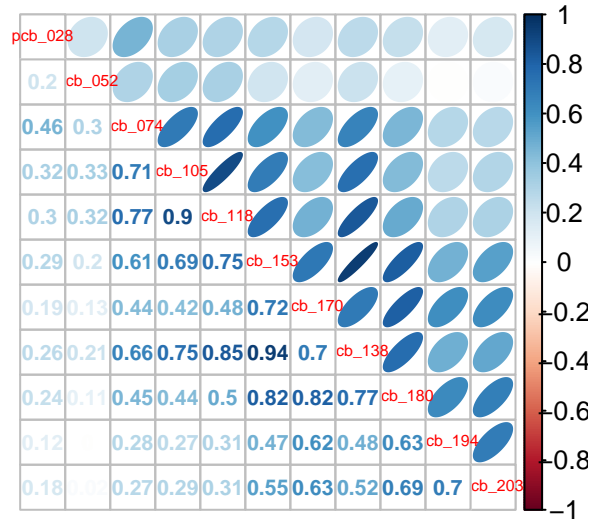 pcb_028
0.2 cb_052
0.46 0.3 cb_074
0.32 0.33 0.71 cb_105
0.3 0.32 0.77 0.9 cb_118
0.29 0.2 0.61 0.69 0.75 cb_153
0.19 0.13 0.44 0.42 0.48 0.72 cb_170
0.26 0.21 0.66 0.75 0.85 0.94 0.7 cb_138
0.24 0.11 0.45 0.44 0.5 0.82 0.82 0.77 cb_180
0.12 0.28 0.27 0.31 0.47 0.62 0.48 0.63 cb_194
0.18 0.02 0.27 0.29 0.31 0.55 0.63 0.52 0.69 0.7 cb_203
1
0.8
0.6
0.4
0.2
0
−0.2
−0.4
−0.6
−0.8
−1